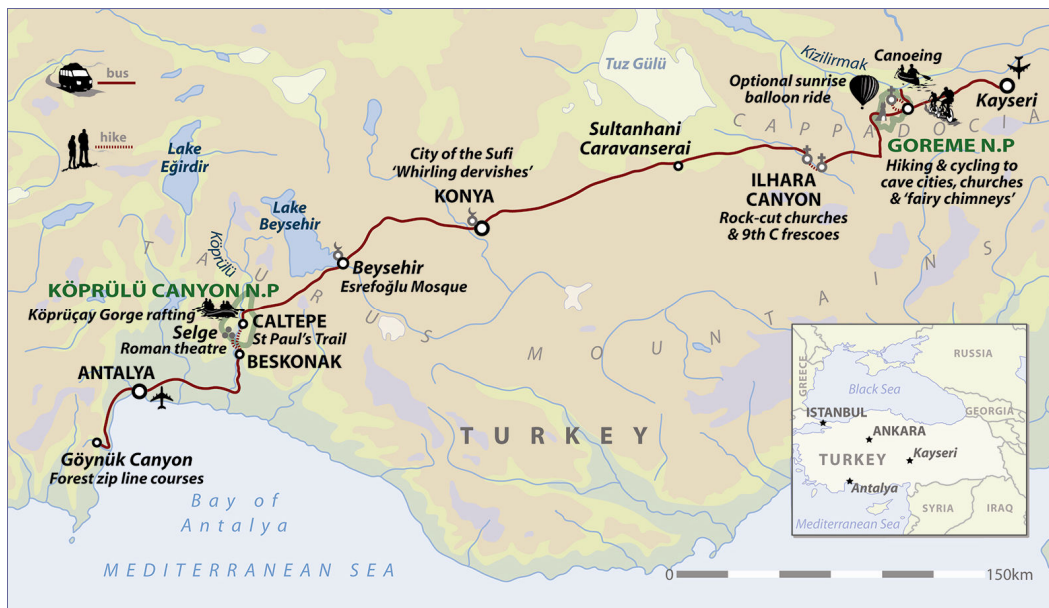 bus
hike
Tuz Gülü
Kizilirmak
Canoeing
Optional sunrise
balloon ride
Kayseri
CAPPADOCIA
GOREME N.P
Hiking & cycling to
cave cities, churches
& 'fairy chimneys'
Sultanhani
Caravanserai
ILHARA
CANYON
Rock-cut churches
& 9th C frescoes
City of the Sufi
'Whirling dervishes'
KONYA
Lake
Eğirdir
Lake
Beysehir
Beysehir
Esrefoğlu Mosque
Köprülü
TAURUS MOUNTAINS
KÖPRÜLÜ CANYON N.P
Köprüçay Gorge rafting
CALTEPE
St Paul's Trail
Selge
Roman theatre
BESKONAK
ANTALYA
Göynük Canyon
Forest zip line courses
TURKEY
Bay of
Antalya
MEDITERRANEAN SEA
GREECE
RUSSIA
Black Sea
GEORGIA
ISTANBUL
ANKARA
TURKEY
Kayseri
Antalya
SYRIA
IRAQ
Mediterranean Sea
0 150km